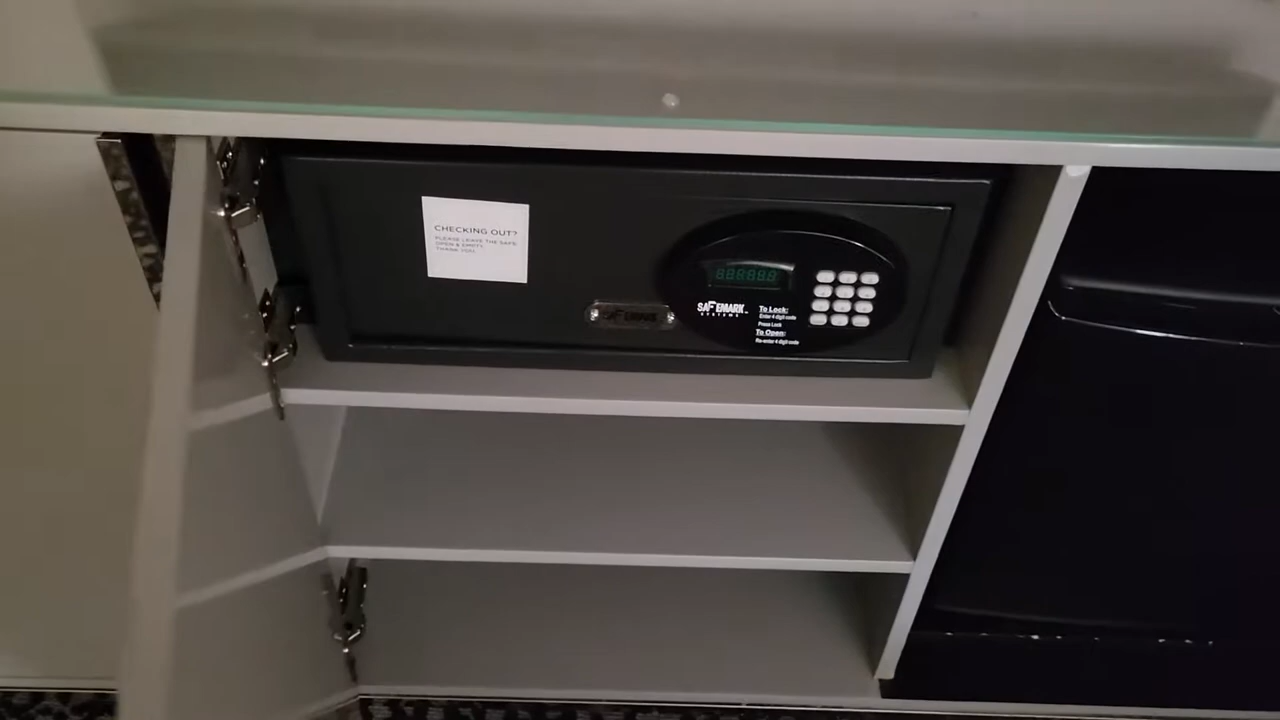 CHECKING OUT?
PLEASE LEAVE THE SAFE
OPEN & EMPTY.
THANK YOU.
SAFEMARK
SYSTEMS
To Lock:
Enter 4 digit code
Press Lock
To Open:
Re-enter 4 digit code
SAFEMARK